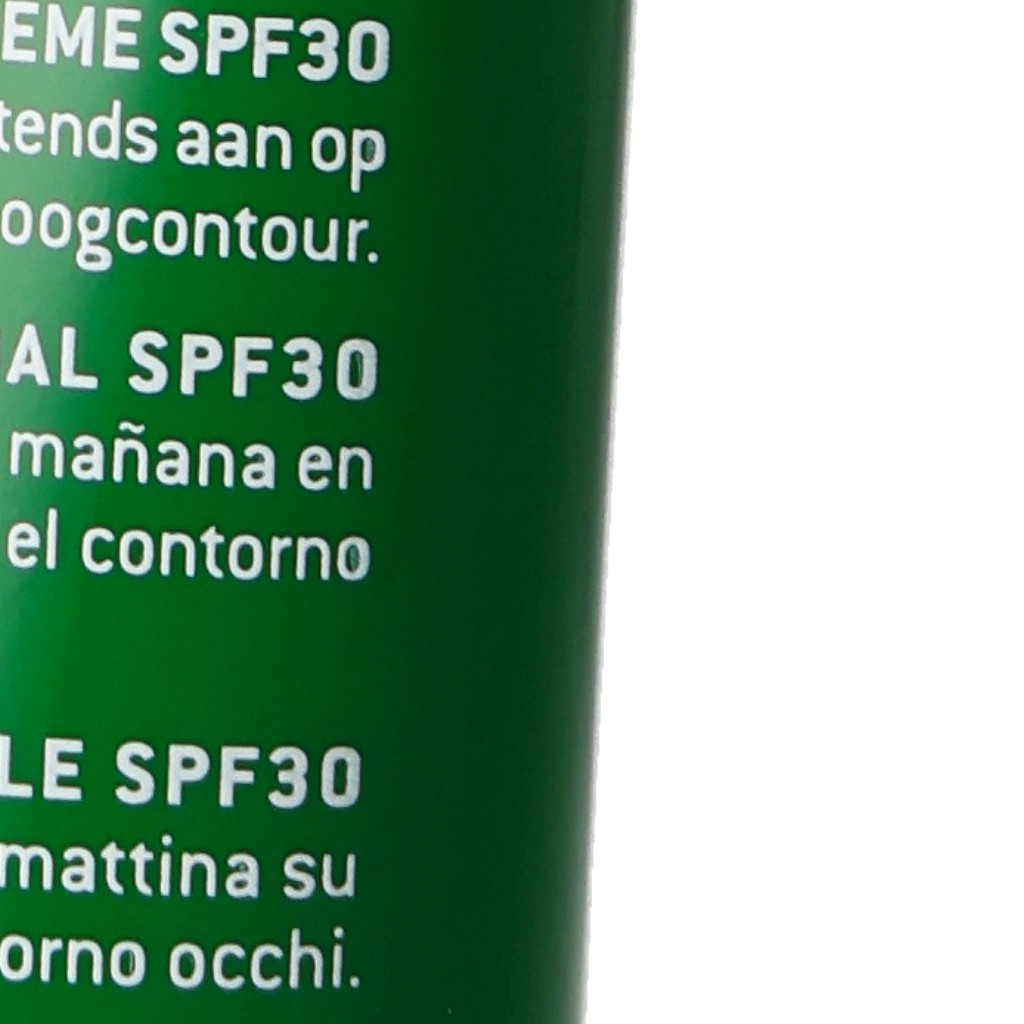 EME SPF30
tends aan op
oogcontour.
AL SPF30
mañana en
el contorno
LE SPF30
mattina su
orno occhi.